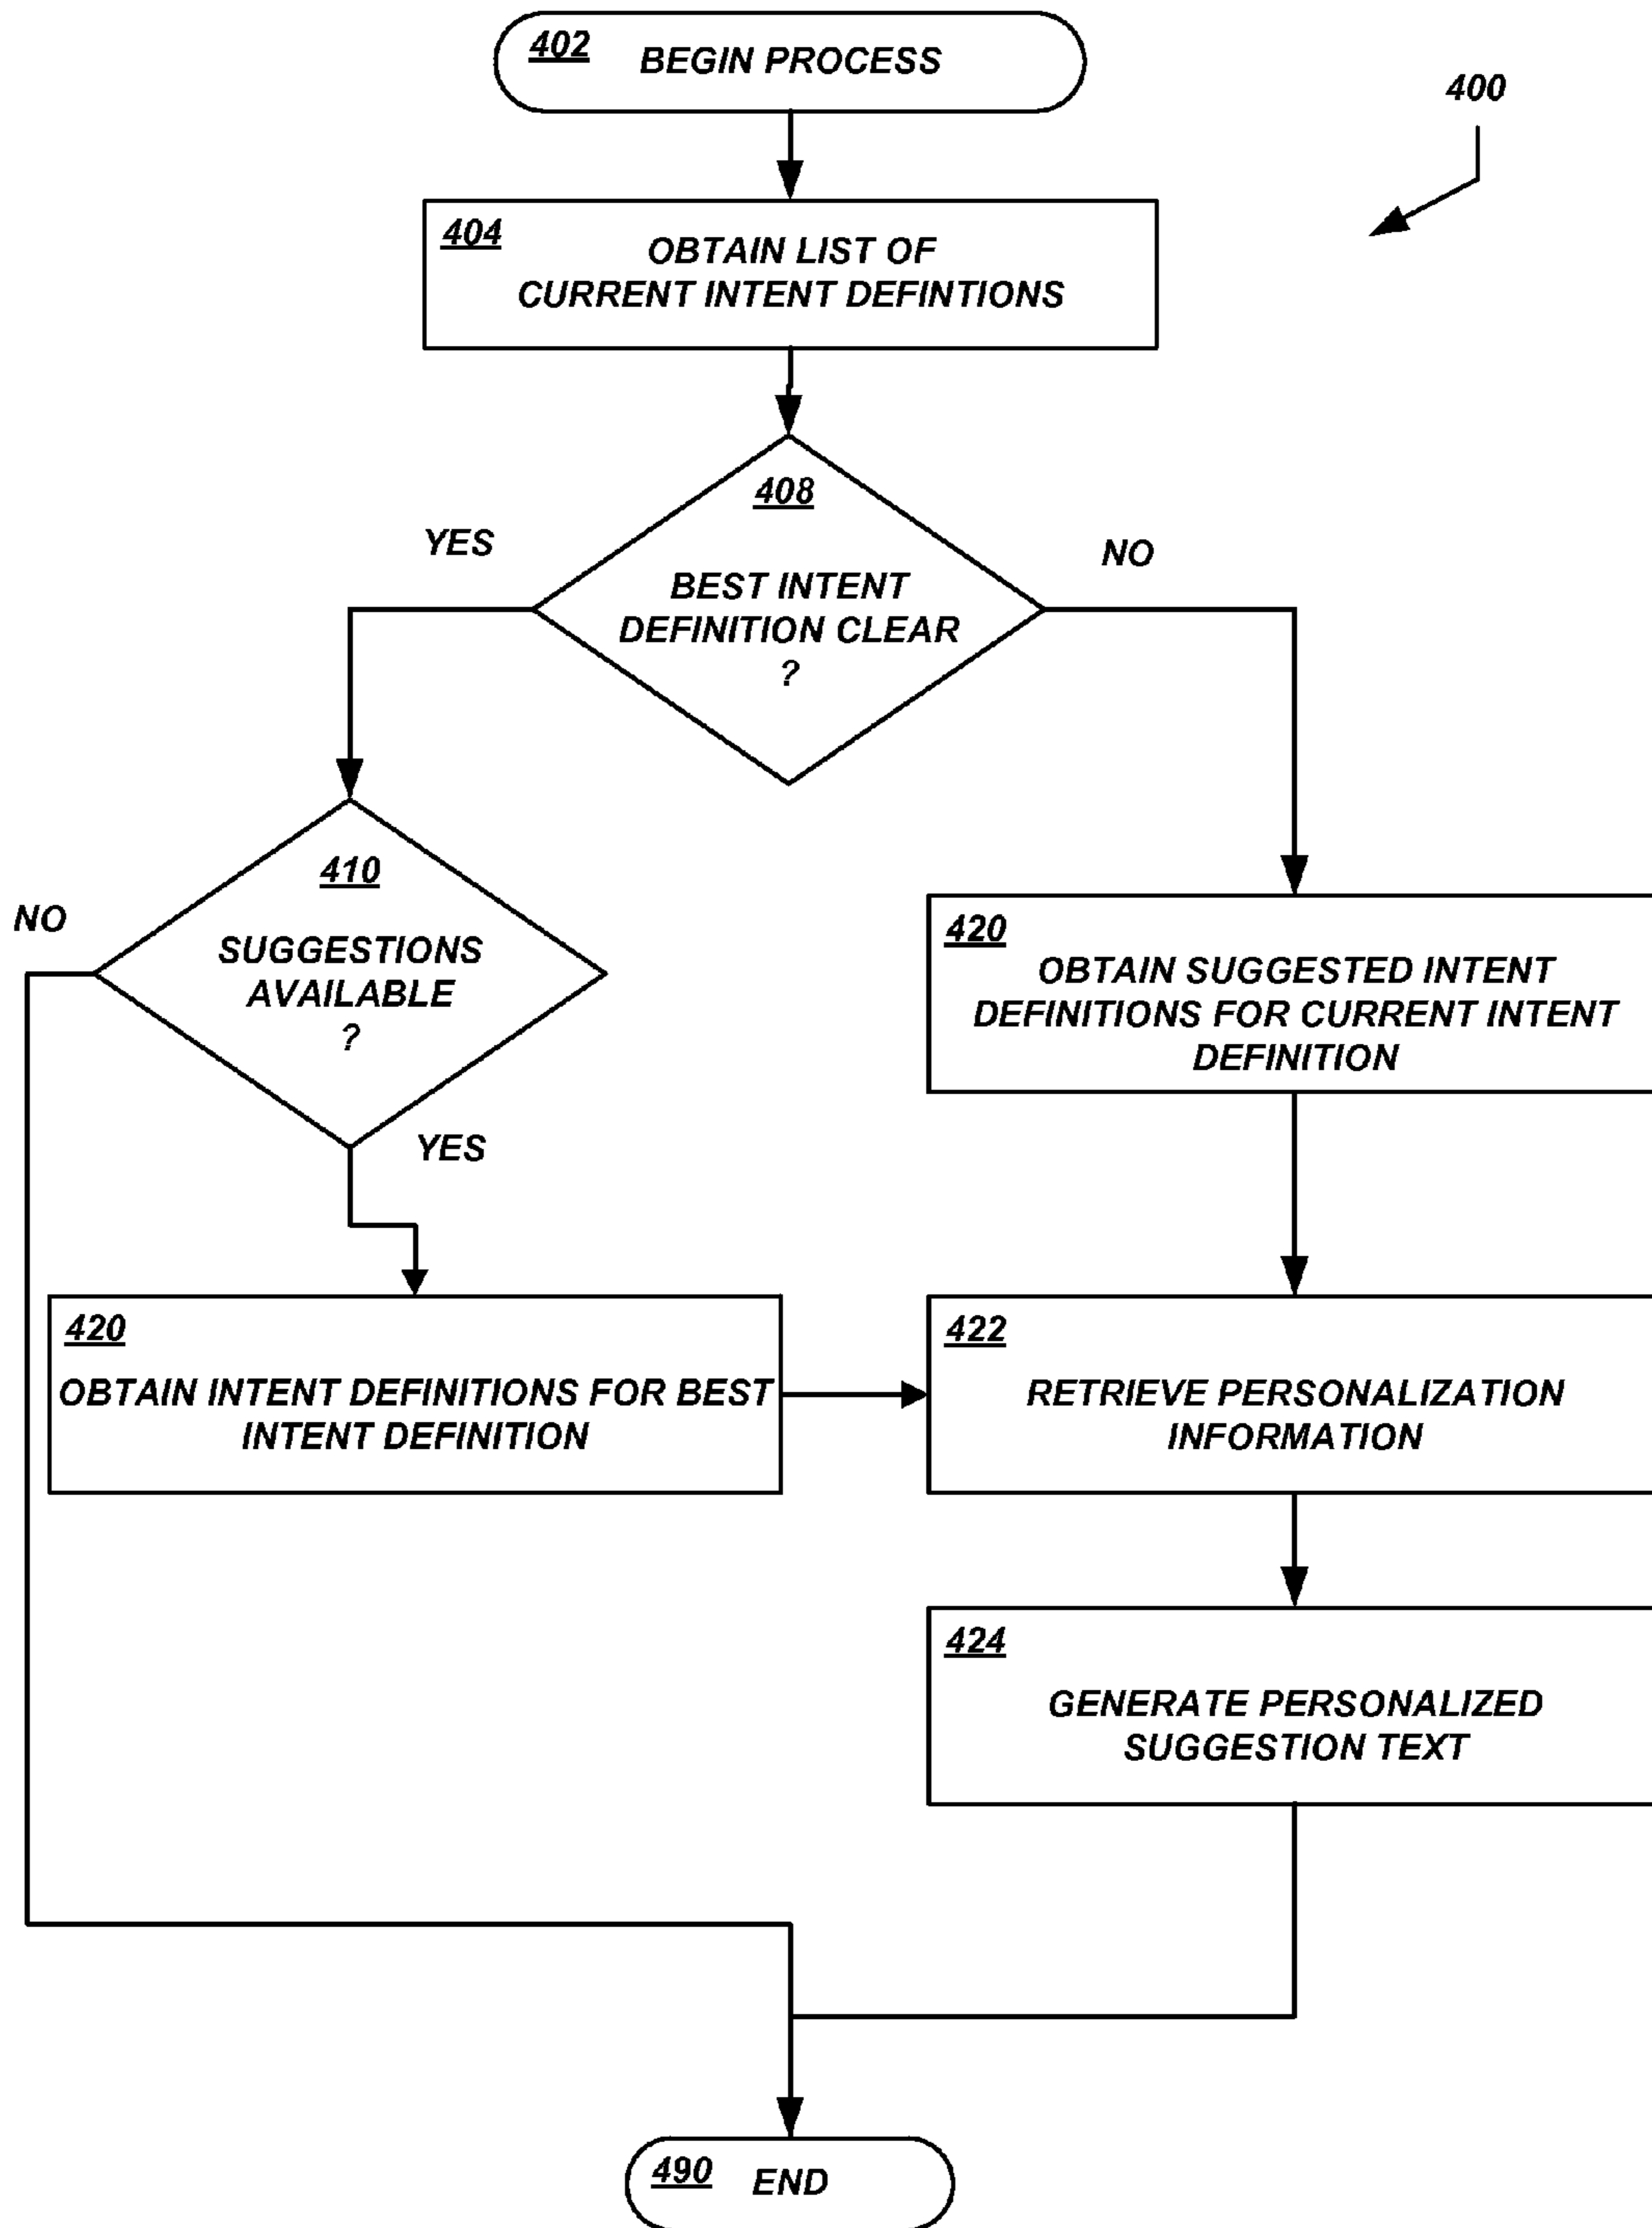 402 BEGIN PROCESS
400
404
OBTAIN LIST OF
CURRENT INTENT DEFINTIONS
408
YES
NO
BEST INTENT
DEFINITION CLEAR
?
410
NO
SUGGESTIONS
AVAILABLE
?
YES
420
OBTAIN SUGGESTED INTENT
DEFINITIONS FOR CURRENT INTENT
DEFINITION
420
OBTAIN INTENT DEFINITIONS FOR BEST
INTENT DEFINITION
422
RETRIEVE PERSONALIZATION
INFORMATION
424
GENERATE PERSONALIZED
SUGGESTION TEXT
490 END